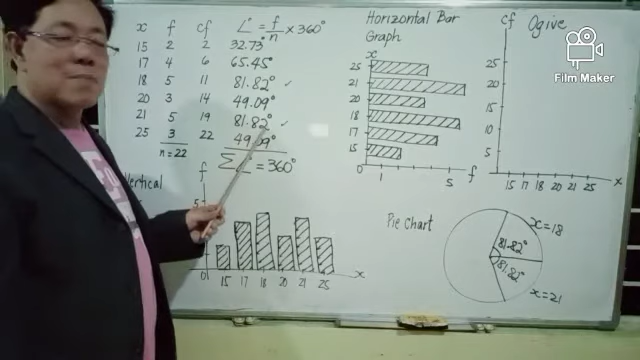 x f cf ∠° = f/n x 360°
15 2 2 32.73°
17 4 6 65.45°
18 5 11 81.82° ✓
20 3 14 49.09°
21 5 19 81.82° ✓
25 3 22 49.09°
n = 22
∑∠ = 360°
Vertical
f
5
0
15 17 18 20 21 25 x
Horizontal Bar
Graph
x
25
21
20
18
17
15
0 1 5 f
cf Ogive
25
20
15
10
5
15 17 18 20 21 25 x
Pie Chart
x=18
81.82°
81.82°
x=21
Film Maker